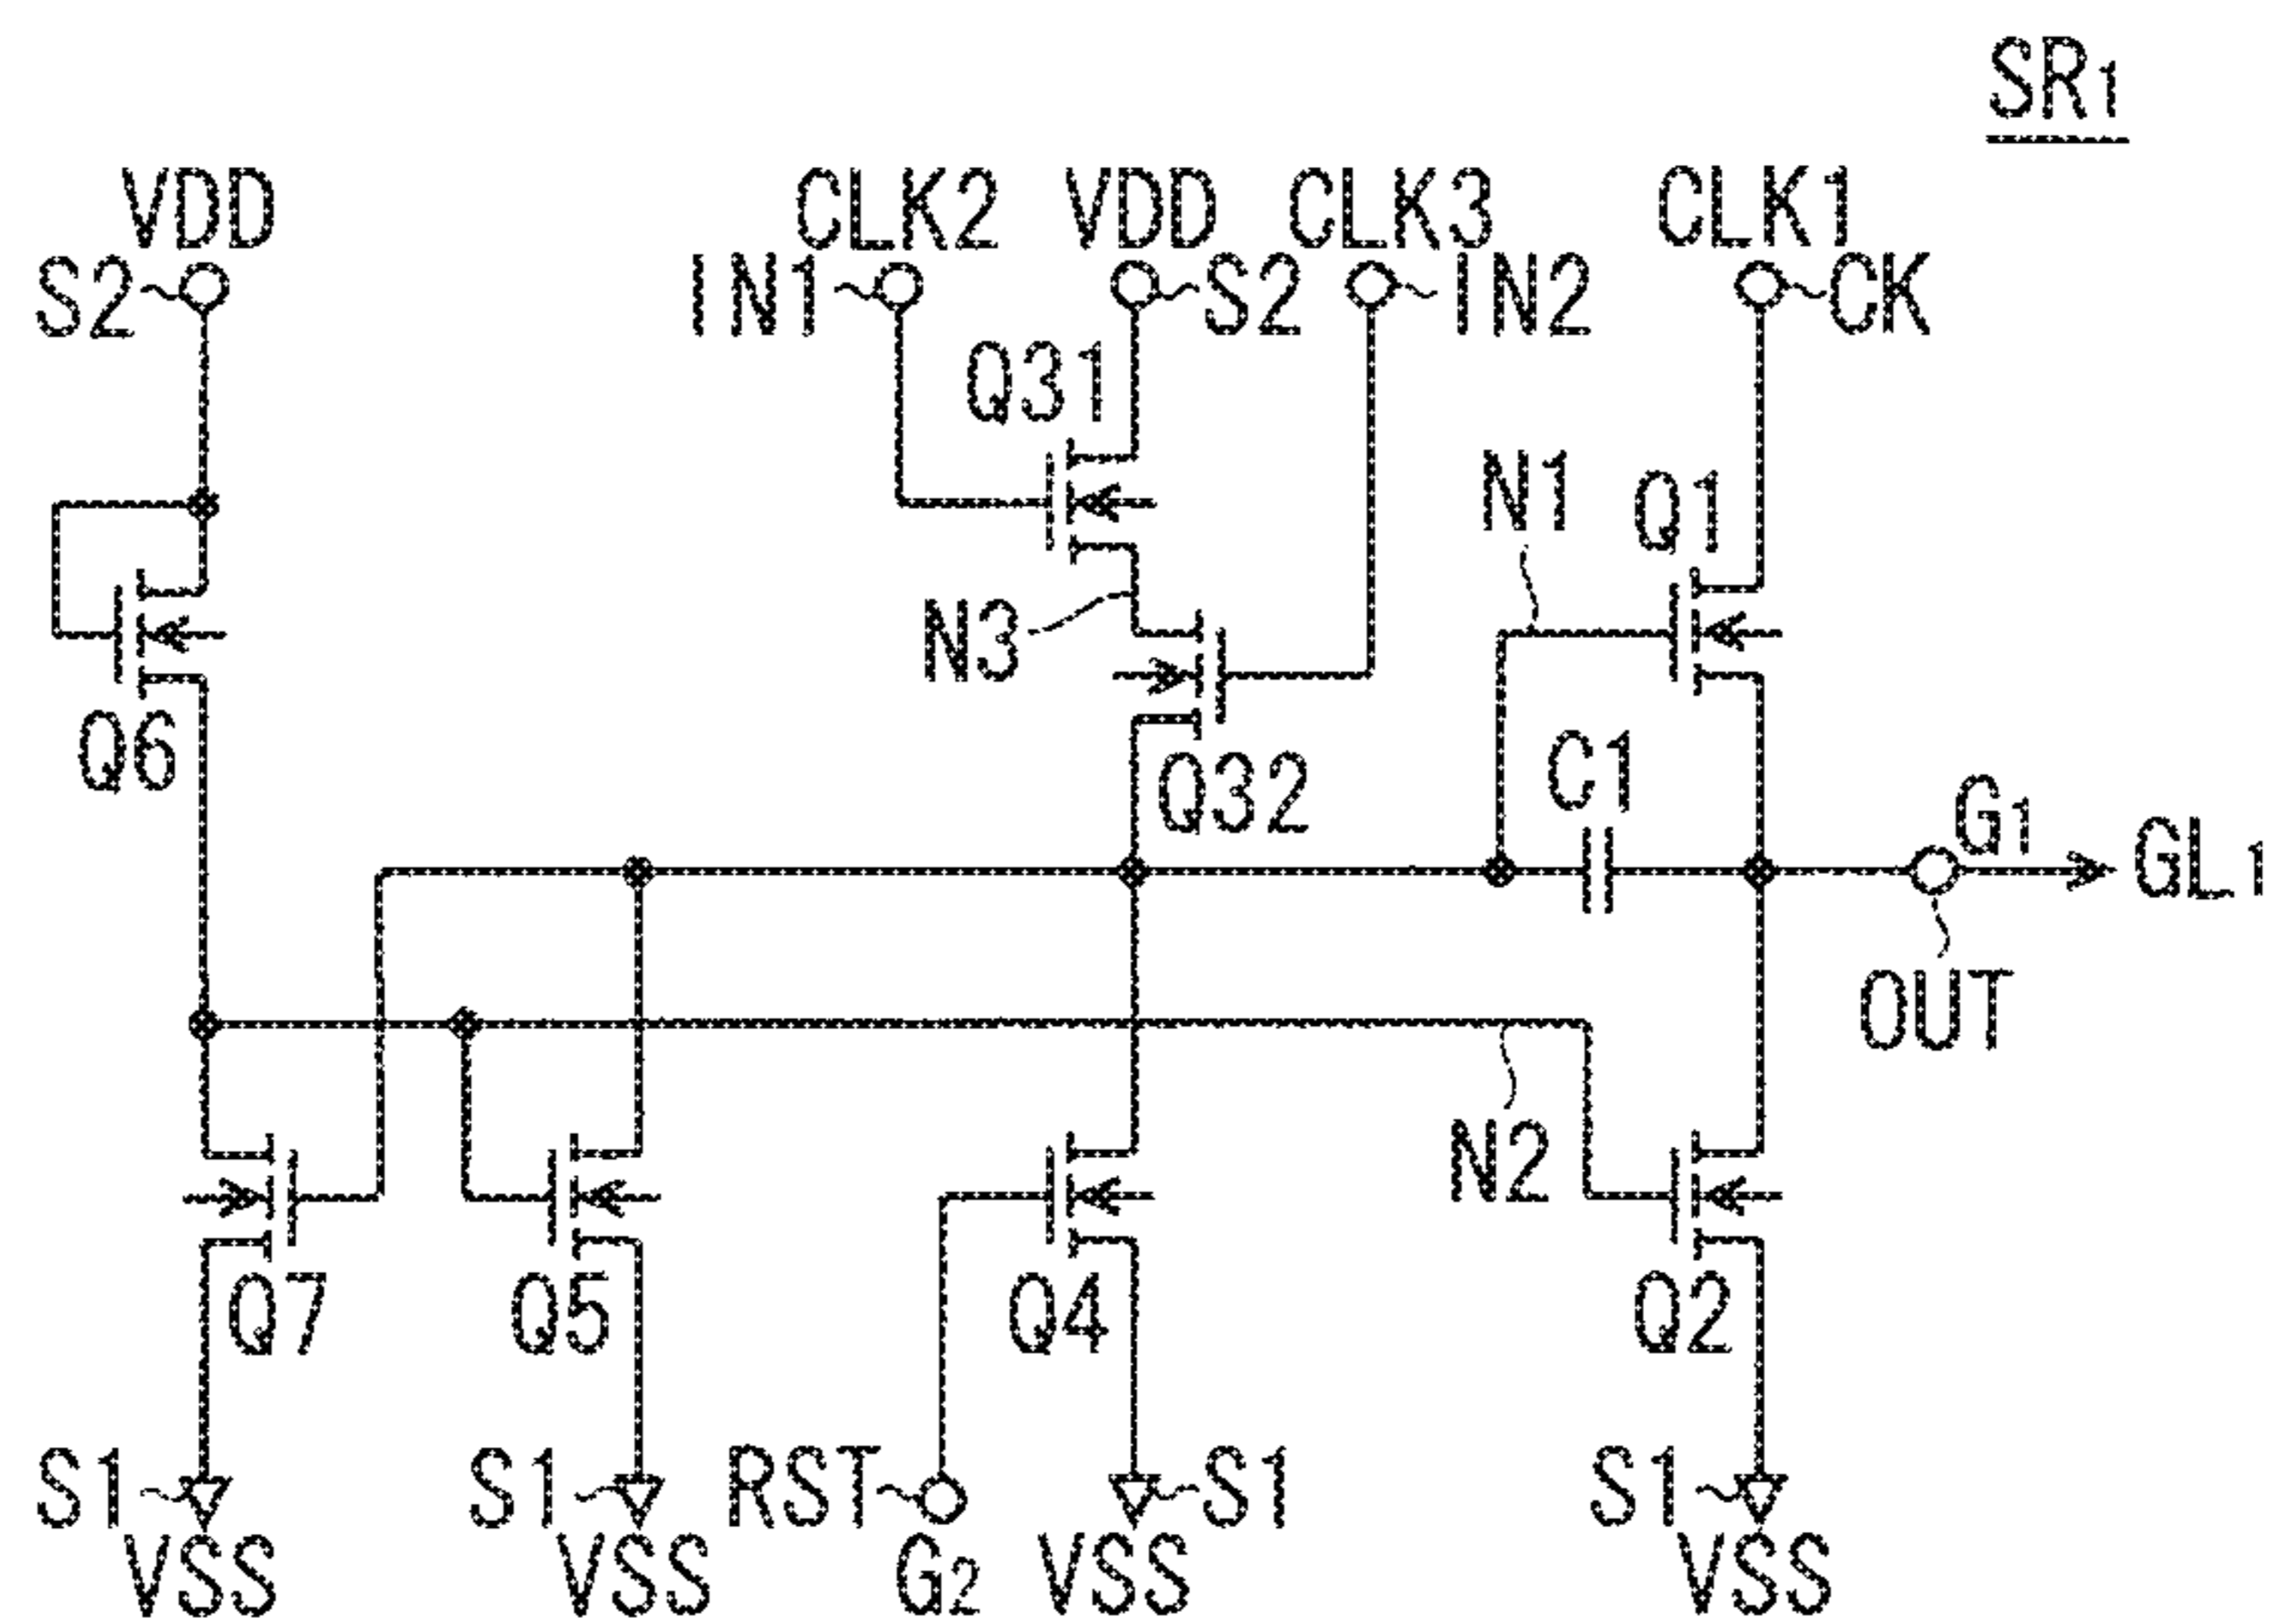 SR1
VDD CLK2 VDD CLK3 CLK1
S2 IN1 S2 IN2 CK
Q31
N1 Q1
N3
Q6 Q32 C1 G1
GL1
OUT
N2
Q7 Q5 Q4 Q2
S1 S1 RST S1 S1
VSS VSS G2 VSS VSS